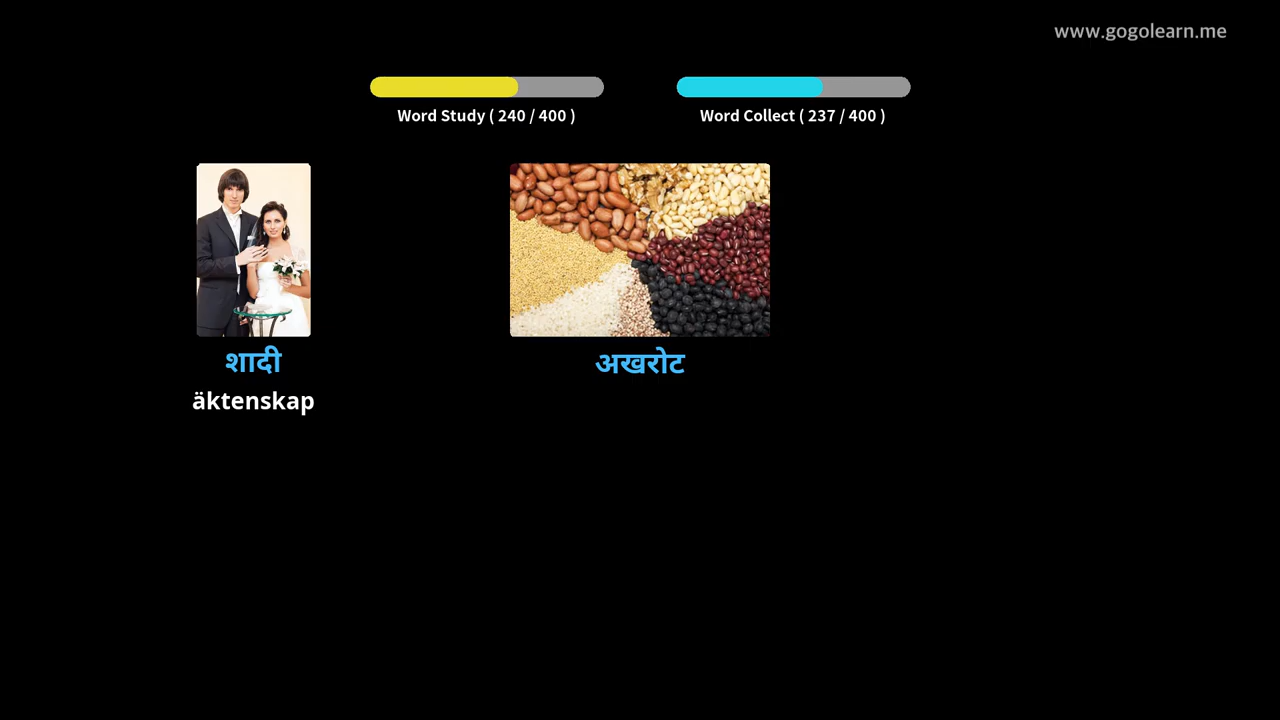 www.gogolearn.me
Word Study ( 240 / 400 )
Word Collect ( 237 / 400 )
शादी
äktenskap
अखरोट